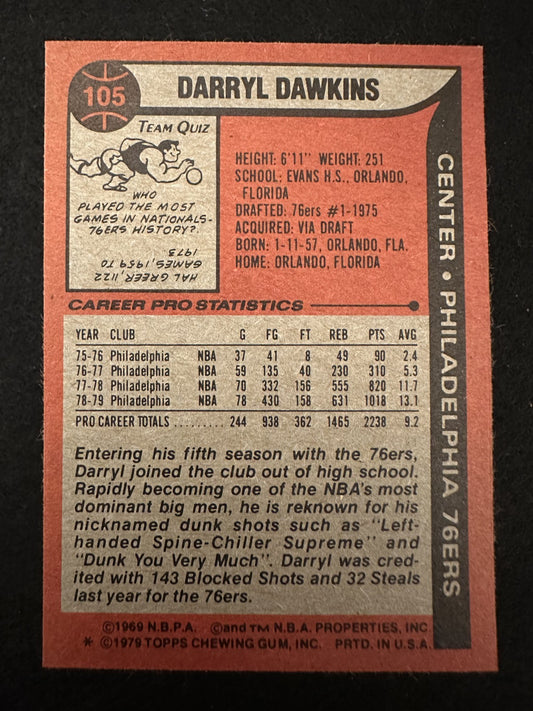 105
DARRYL DAWKINS
TEAM QUIZ
WHO
PLAYED THE MOST
GAMES IN NATIONALS-
76ERS HISTORY?
HAL GREER, 1122
GAMES, 1959 TO
1973
HEIGHT: 6'11" WEIGHT: 251
SCHOOL: EVANS H.S., ORLANDO,
FLORIDA
DRAFTED: 76ers #1-1975
ACQUIRED: VIA DRAFT
BORN: 1-11-57, ORLANDO, FLA.
HOME: ORLANDO, FLORIDA
CENTER • PHILADELPHIA 76ERS
CAREER PRO STATISTICS
YEAR CLUB G FG FT REB PTS AVG
75-76 Philadelphia NBA 37 41 8 49 90 2.4
76-77 Philadelphia NBA 59 135 40 230 310 5.3
77-78 Philadelphia NBA 70 332 156 555 820 11.7
78-79 Philadelphia NBA 78 430 158 631 1018 13.1
PRO CAREER TOTALS ......... 244 938 362 1465 2238 9.2
Entering his fifth season with the 76ers,
Darryl joined the club out of high school.
Rapidly becoming one of the NBA's most
dominant big men, he is reknown for his
nicknamed dunk shots such as "Left-
handed Spine-Chiller Supreme" and
"Dunk You Very Much". Darryl was cred-
ited with 143 Blocked Shots and 32 Steals
last year for the 76ers.
©1969 N.B.P.A. ©and TM N.B.A. PROPERTIES, INC.
* ©1979 TOPPS CHEWING GUM, INC. PRTD. IN U.S.A.